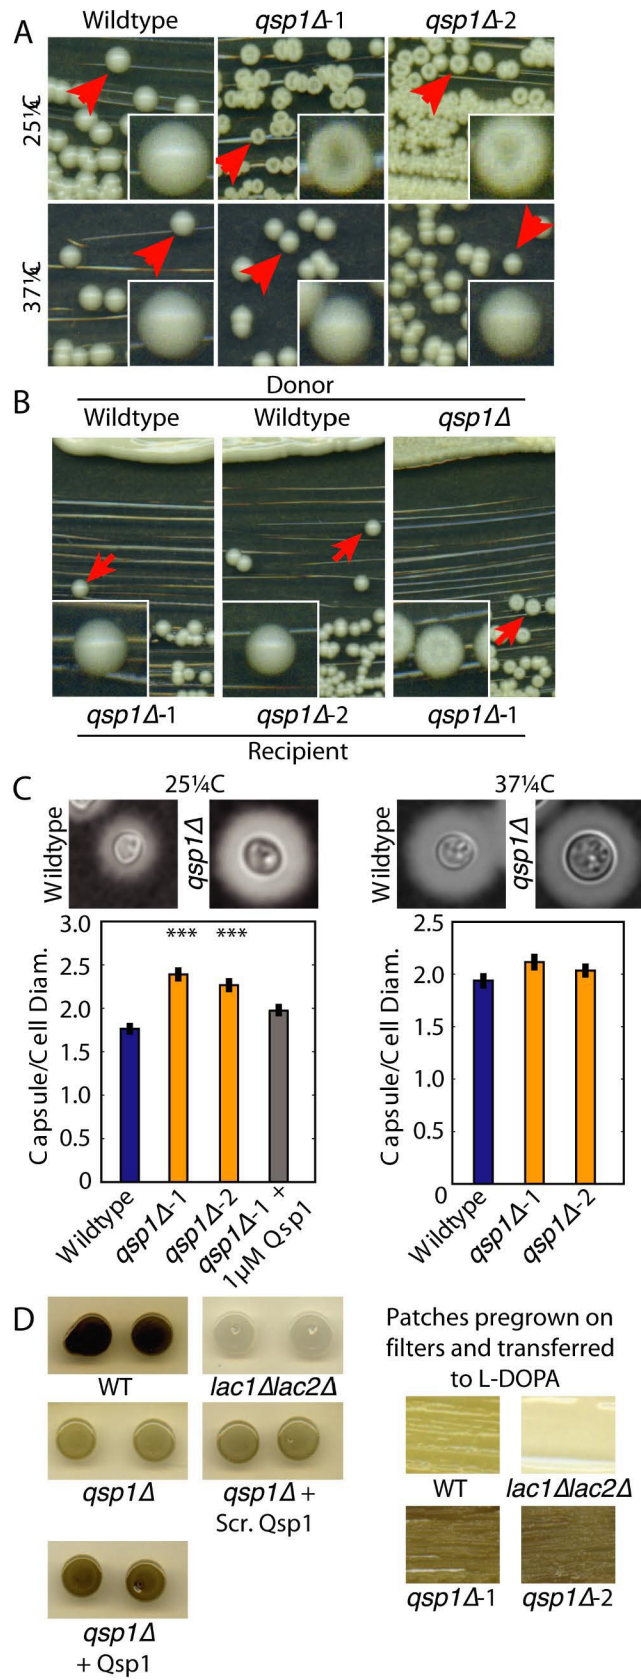 A
Wildtype qsp1Δ-1 qsp1Δ-2
25¼C
37¼C
B
Donor
Wildtype Wildtype qsp1Δ
qsp1Δ-1 qsp1Δ-2 qsp1Δ-1
Recipient
C
25¼C
Wildtype
qsp1Δ
37¼C
Wildtype
qsp1Δ
Capsule/Cell Diam.
3.0
2.5
2.0
1.5
1.0
0.5
0
*** ***
Wildtype
qsp1Δ-1
qsp1Δ-2
qsp1Δ-1 +
1µM Qsp1
Capsule/Cell Diam.
2.5
2.0
1.5
1.0
0.5
0
Wildtype
qsp1Δ-1
qsp1Δ-2
D
WT lac1Δlac2Δ
qsp1Δ
qsp1Δ +
Scr. Qsp1
qsp1Δ
+ Qsp1
Patches pregrown on
filters and transferred
to L-DOPA
WT lac1Δlac2Δ
qsp1Δ-1 qsp1Δ-2